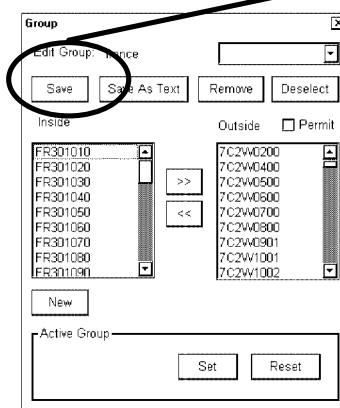 Group
Edit Group: France
Save Save As Text Remove Deselect
Inside Outside Permit
FR301010 7C2W0200
FR301020 7C2W0400
FR301030 >> 7C2W0500
FR301040 7C2W0600
FR301050 << 7C2W0700
FR301060 7C2W0800
FR301070 7C2W0901
FR301080 7C2W1001
FR301090 7C2W1002
New
Active Group
Set Reset